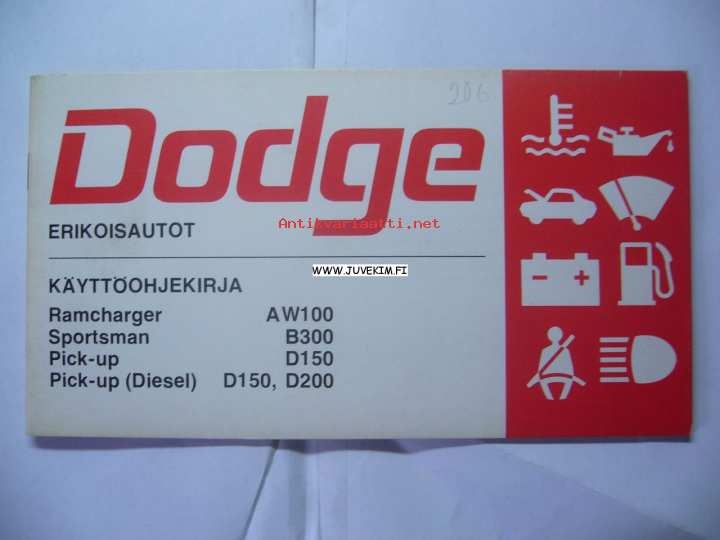 206
Dodge
Antikvariaatti.net
ERIKOISAUTOT
WWW.JUVEKIM.FI
KÄYTTÖOHJEKIRJA
Ramcharger AW100
Sportsman B300
Pick-up D150
Pick-up (Diesel) D150, D200